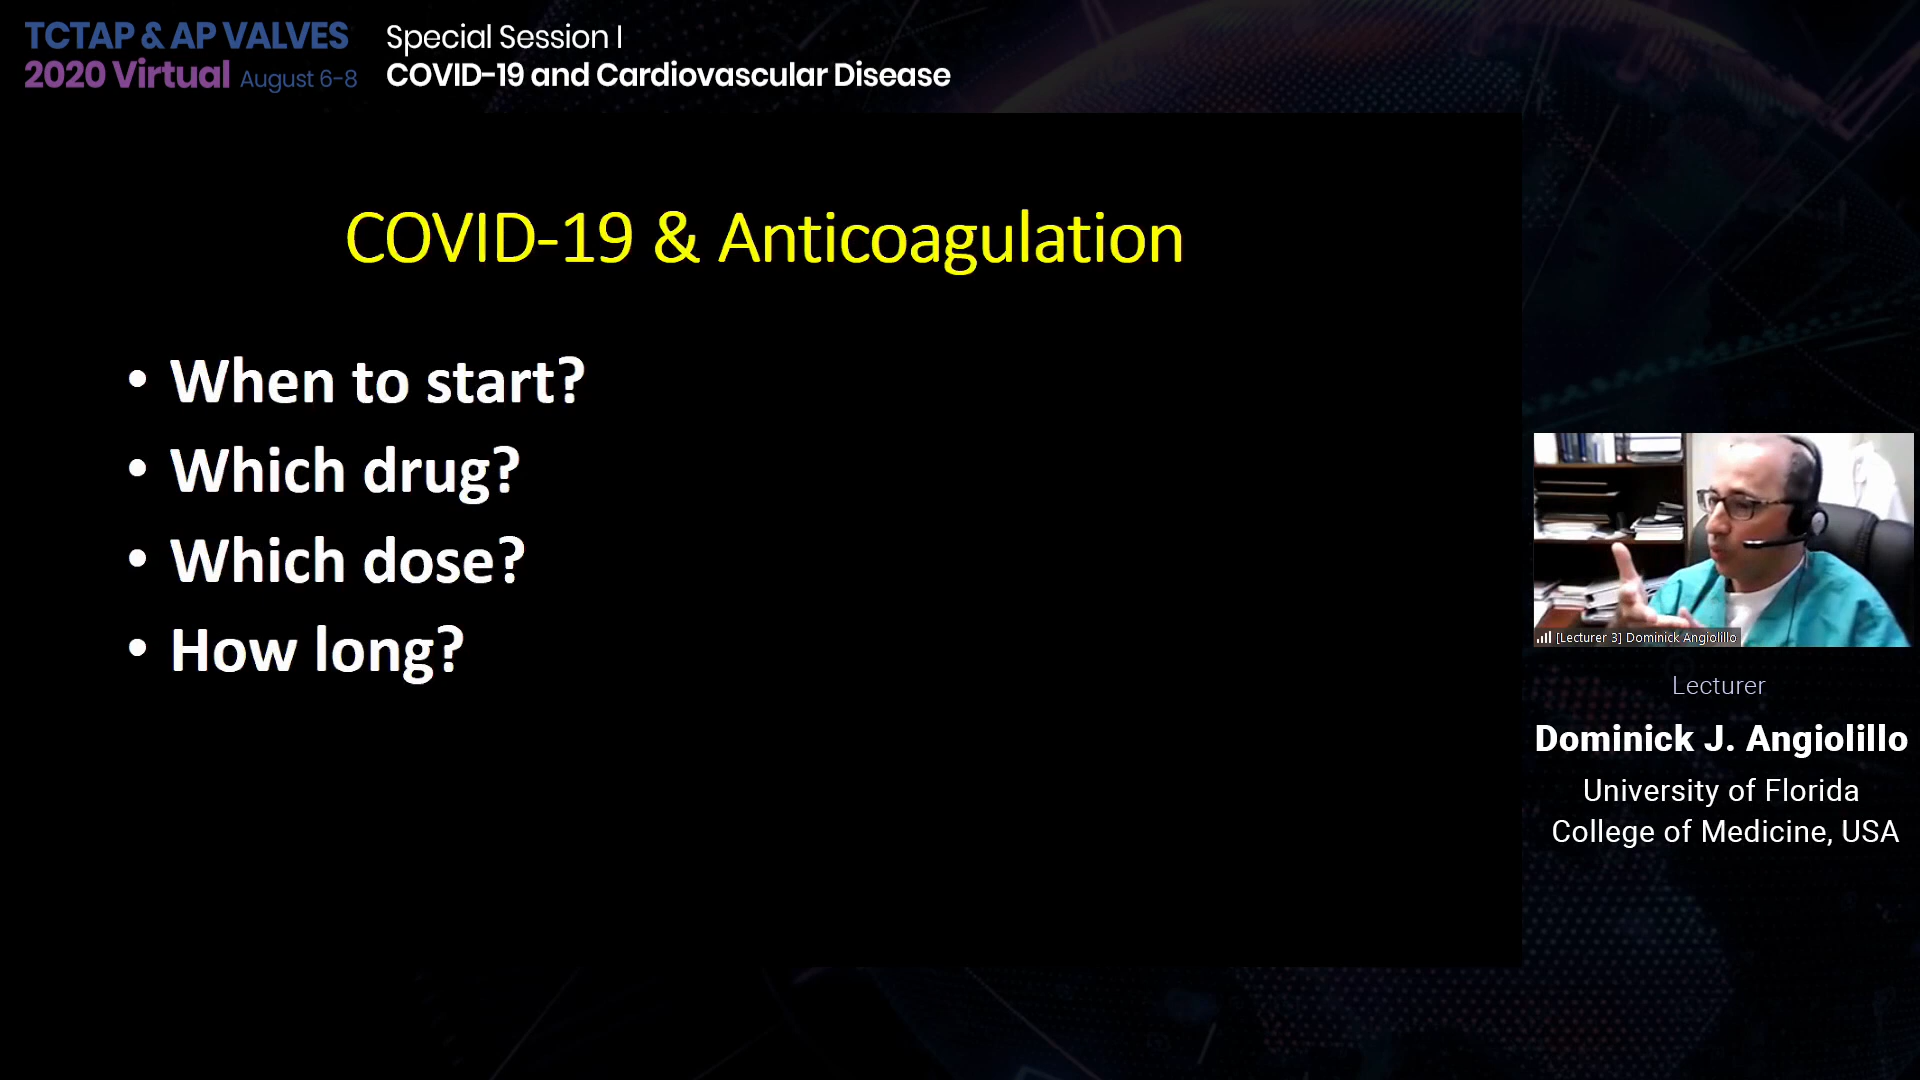 TCTAP & AP VALVES
2020 Virtual August 6-8
Special Session I
COVID-19 and Cardiovascular Disease
COVID-19 & Anticoagulation
• When to start?
• Which drug?
• Which dose?
• How long?
[Lecturer 3] Dominick Angiolillo
Lecturer
Dominick J. Angiolillo
University of Florida
College of Medicine, USA